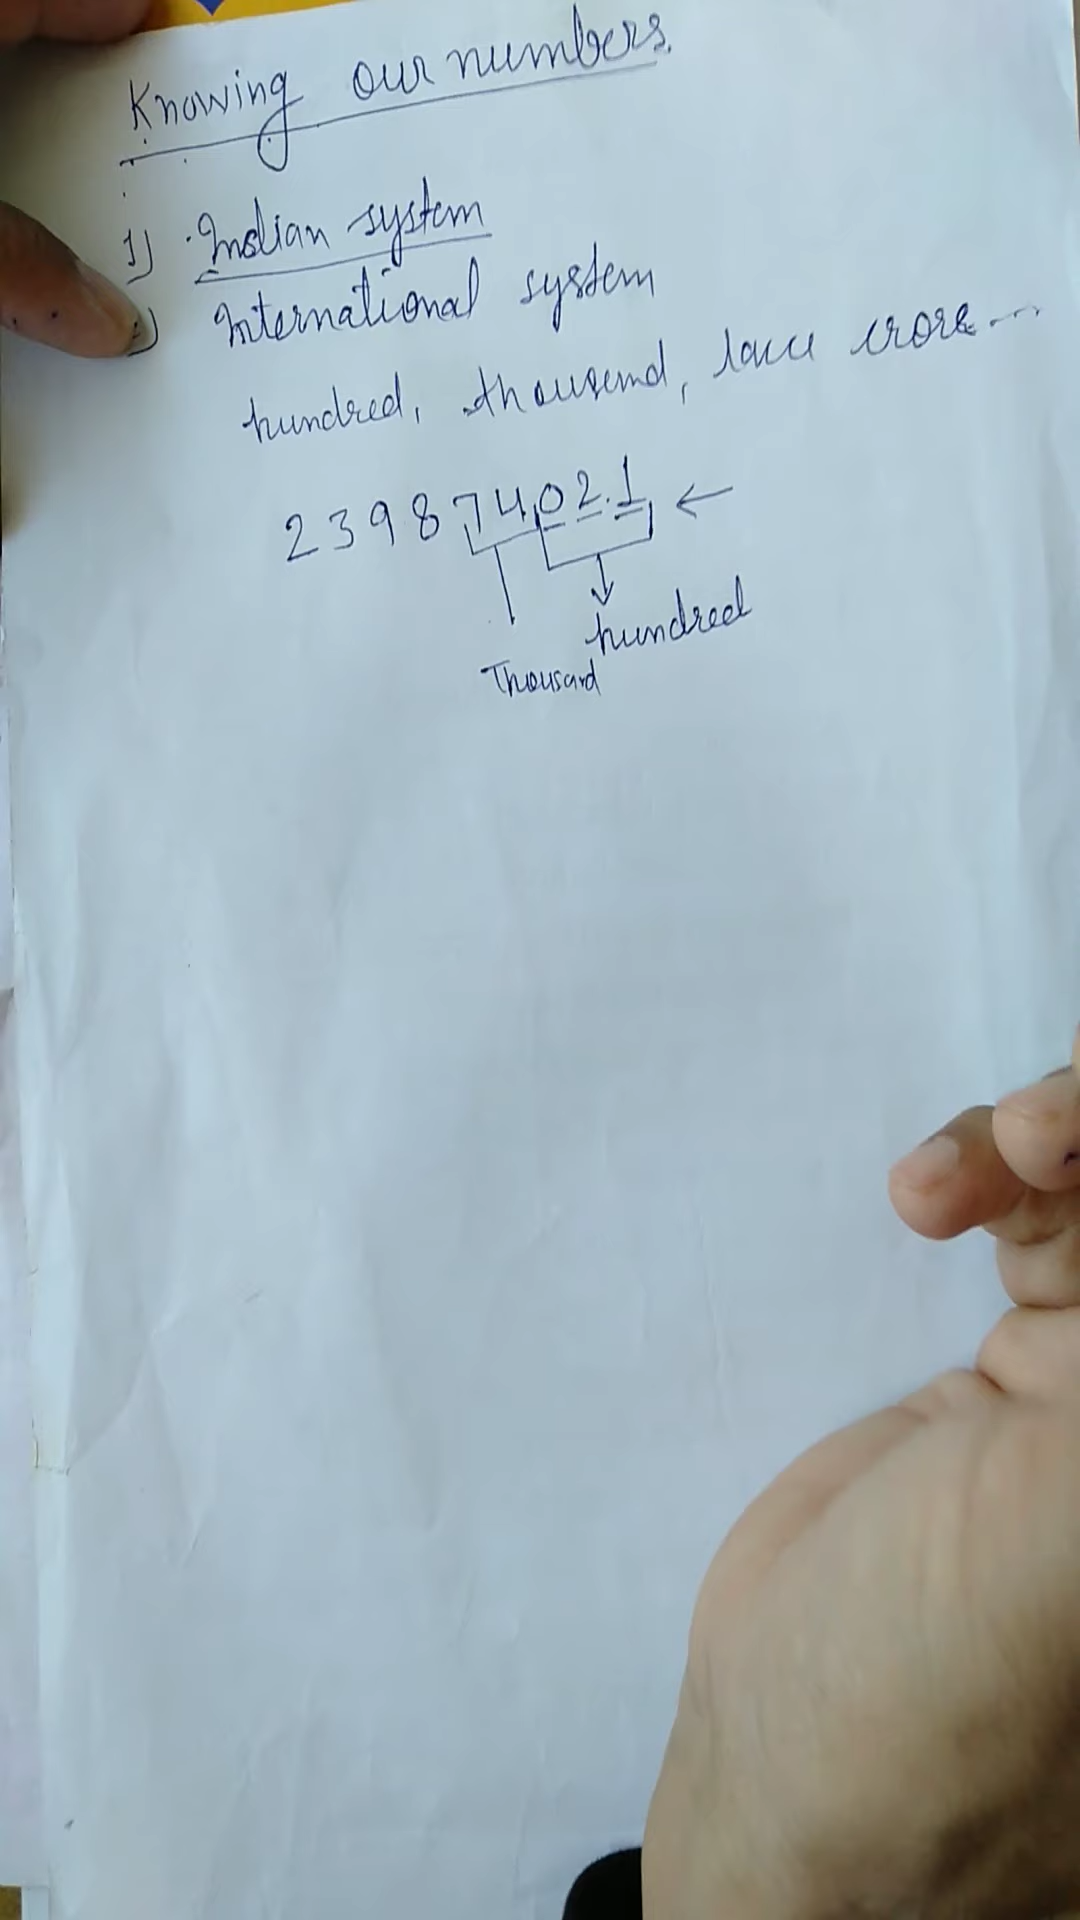 Knowing our numbers.
1) Indian system
2) International system
hundred, thousand, lacu crore ...
2 3 9 8 7 4, 0 2 1 ←
hundred
Thousand